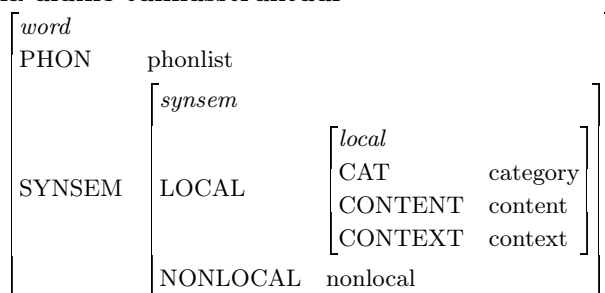 word
PHON phonlist
synsem
local
CAT category
SYNSEM LOCAL
CONTENT content
CONTEXT context
NONLOCAL nonlocal